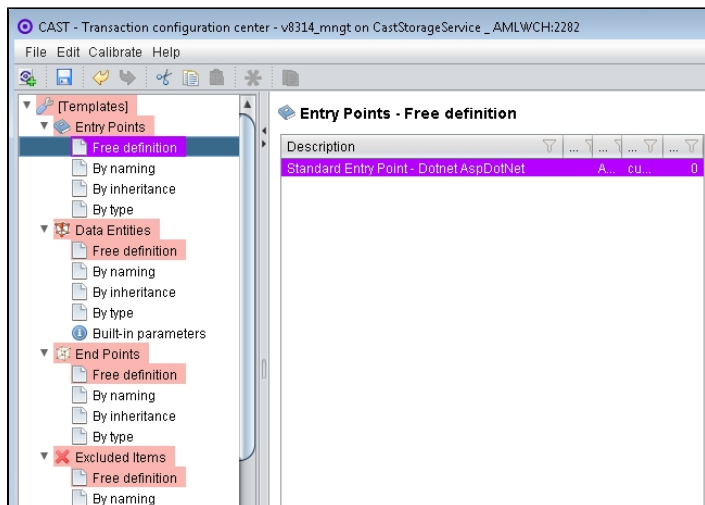 CAST - Transaction configuration center - v8314_mngt on CastStorageService _ AMLWCH:2282
File Edit Calibrate Help
[Templates]
Entry Points
Free definition
By naming
By inheritance
By type
Data Entities
Free definition
By naming
By inheritance
By type
Built-in parameters
End Points
Free definition
By naming
By inheritance
By type
Excluded Items
Free definition
By naming
Entry Points - Free definition
Description ... ... ... ...
Standard Entry Point - Dotnet AspDotNet A... cu... 0